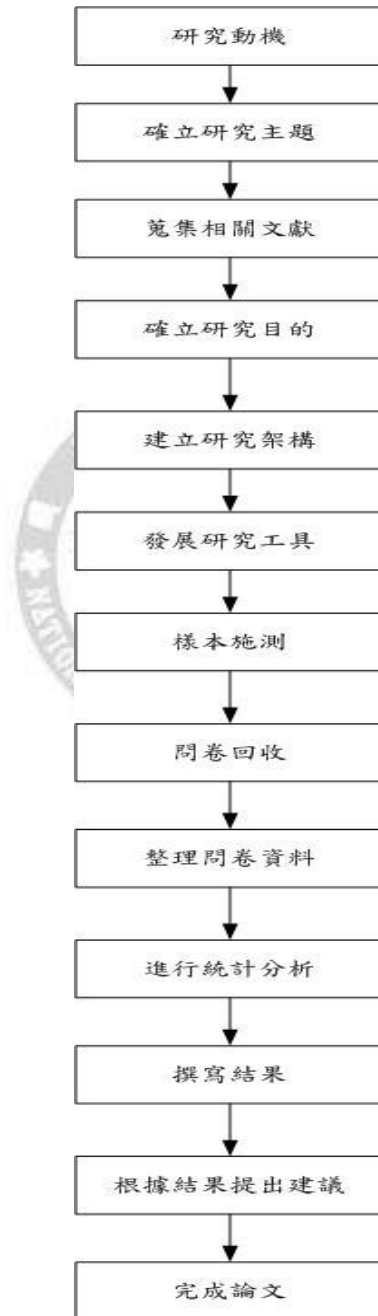 研究動機
確立研究主題
蒐集相關文獻
確立研究目的
建立研究架構
發展研究工具
樣本施測
問卷回收
整理問卷資料
進行統計分析
撰寫結果
根據結果提出建議
完成論文